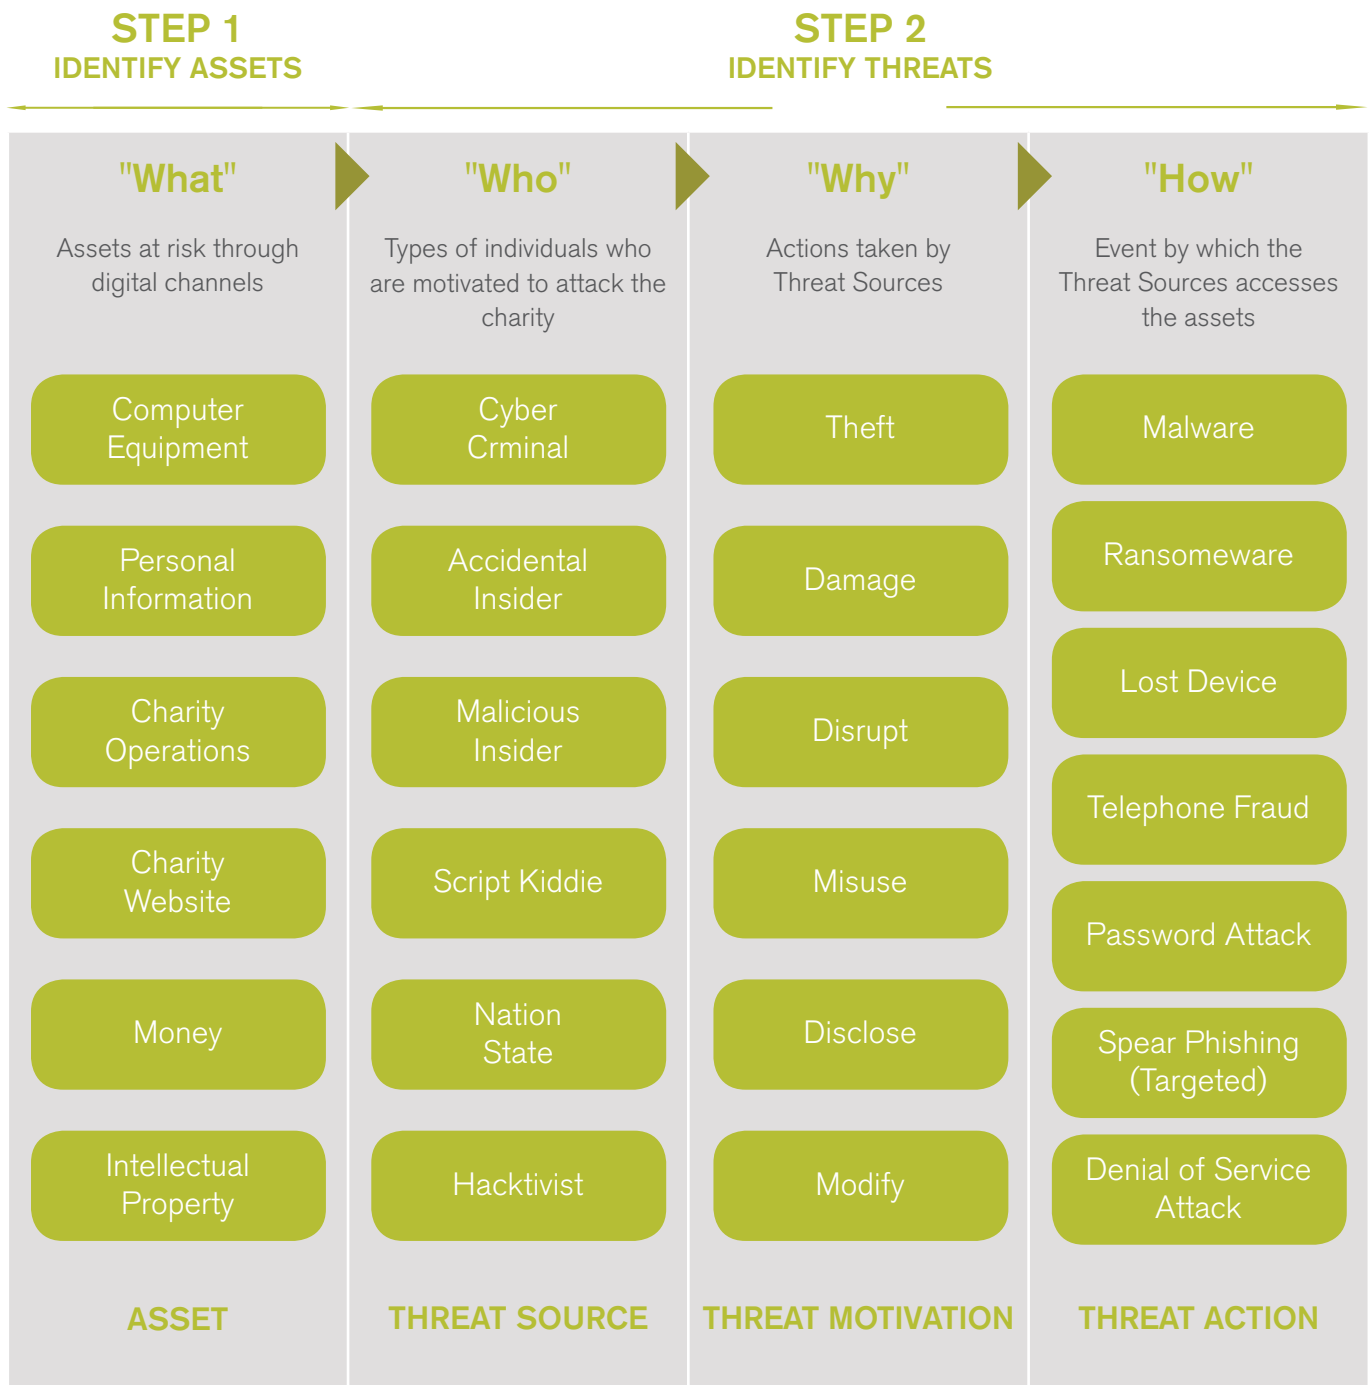 STEP 1
IDENTIFY ASSETS
STEP 2
IDENTIFY THREATS
"What"
Assets at risk through
digital channels
Computer
Equipment
Personal
Information
Charity
Operations
Charity
Website
Money
Intellectual
Property
ASSET
"Who"
Types of individuals who
are motivated to attack the
charity
Cyber
Crminal
Accidental
Insider
Malicious
Insider
Script Kiddie
Nation
State
Hacktivist
THREAT SOURCE
"Why"
Actions taken by
Threat Sources
Theft
Damage
Disrupt
Misuse
Disclose
Modify
THREAT MOTIVATION
"How"
Event by which the
Threat Sources accesses
the assets
Malware
Ransomeware
Lost Device
Telephone Fraud
Password Attack
Spear Phishing
(Targeted)
Denial of Service
Attack
THREAT ACTION